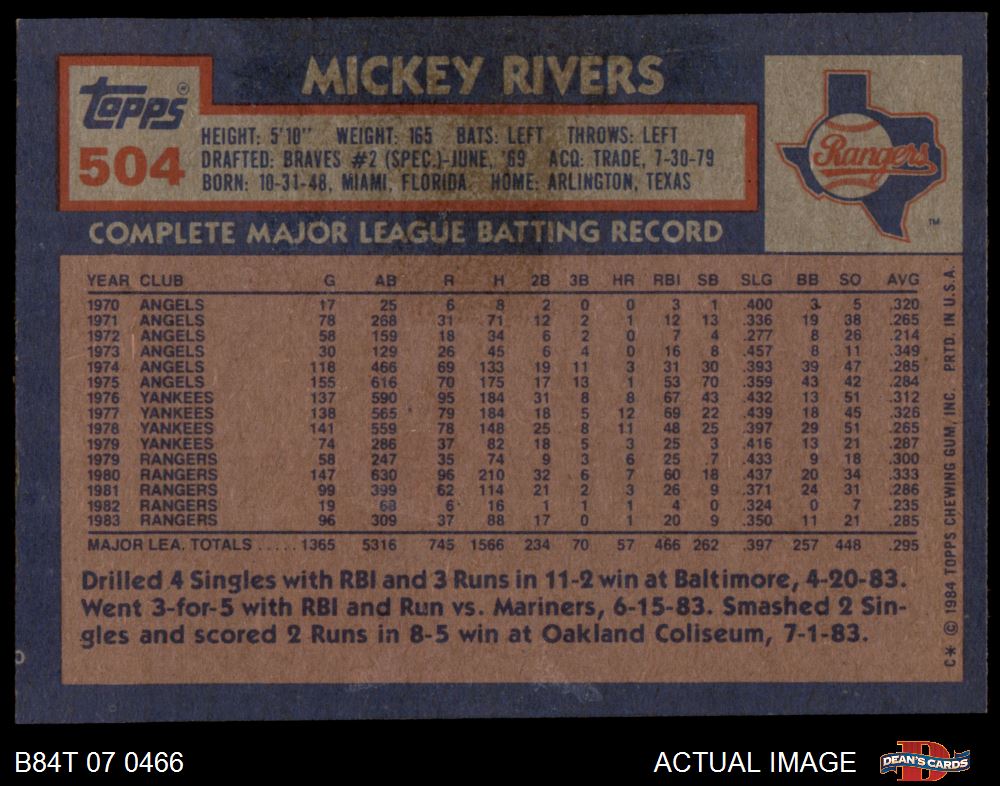 MICKEY RIVERS
Topps®
504
HEIGHT: 5'10" WEIGHT: 165 BATS: LEFT THROWS: LEFT
DRAFTED: BRAVES #2 (SPEC.)-JUNE, '69 ACQ: TRADE, 7-30-79
BORN: 10-31-48, MIAMI, FLORIDA HOME: ARLINGTON, TEXAS
Rangers
TM
COMPLETE MAJOR LEAGUE BATTING RECORD
YEAR CLUB G AB R H 2B 3B HR RBI SB SLG BB SO AVG
1970 ANGELS 17 25 6 8 2 0 0 3 1 .400 3 5 .320
1971 ANGELS 78 268 31 71 12 2 1 12 13 .336 19 38 .265
1972 ANGELS 58 159 18 34 6 2 0 7 4 .277 8 26 .214
1973 ANGELS 30 129 26 45 6 4 0 16 8 .457 8 11 .349
1974 ANGELS 118 466 69 133 19 11 3 31 30 .393 39 47 .285
1975 ANGELS 155 616 70 175 17 13 1 53 70 .359 43 42 .284
1976 YANKEES 137 590 95 184 31 8 8 67 43 .432 13 51 .312
1977 YANKEES 138 565 79 184 18 5 12 69 22 .439 18 45 .326
1978 YANKEES 141 559 78 148 25 8 11 48 25 .397 29 51 .265
1979 YANKEES 74 286 37 82 18 5 3 25 3 .416 13 21 .287
1979 RANGERS 58 247 35 74 9 3 6 25 7 .433 9 18 .300
1980 RANGERS 147 630 96 210 32 6 7 60 18 .437 20 34 .333
1981 RANGERS 99 399 62 114 21 2 3 26 9 .371 24 31 .286
1982 RANGERS 19 68 6 16 1 1 1 4 0 .324 0 7 .235
1983 RANGERS 96 309 37 88 17 0 1 20 9 .350 11 21 .285
MAJOR LEA. TOTALS ..... 1365 5316 745 1566 234 70 57 466 262 .397 257 448 .295
Drilled 4 Singles with RBI and 3 Runs in 11-2 win at Baltimore, 4-20-83.
Went 3-for-5 with RBI and Run vs. Mariners, 6-15-83. Smashed 2 Sin-
gles and scored 2 Runs in 8-5 win at Oakland Coliseum, 7-1-83.
C* © 1984 TOPPS CHEWING GUM, INC. PRTD. IN U.S.A.
B84T 07 0466
ACTUAL IMAGE
D
DEAN'S CARDS